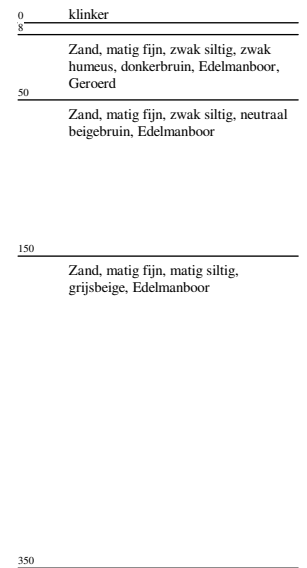 0 klinker
8
Zand, matig fijn, zwak siltig, zwak
humeus, donkerbruin, Edelmanboor,
Geroerd
50
Zand, matig fijn, zwak siltig, neutraal
beigebruin, Edelmanboor
150
Zand, matig fijn, matig siltig,
grijsbeige, Edelmanboor
350